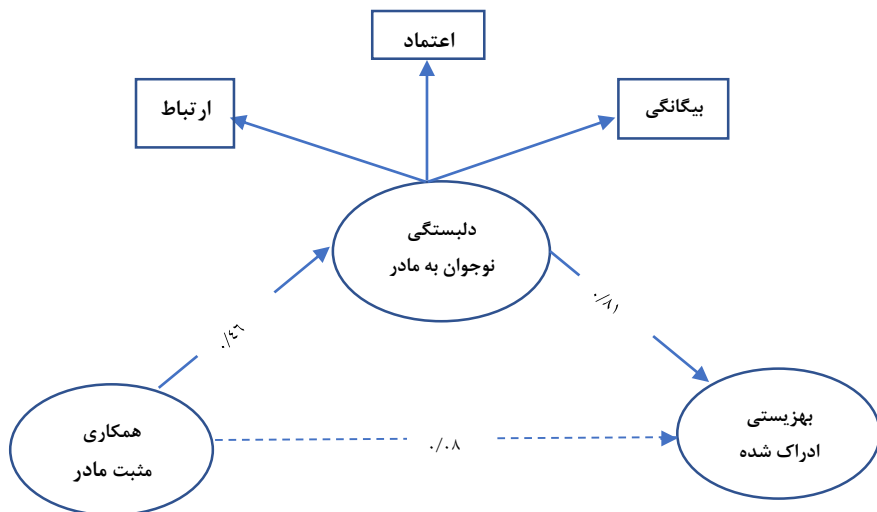 اعتماد
بیگانگی
ارتباط
دلبستگی
نوجوان به مادر
۰/۴۶
۰/۸۱
همکاری
مثبت مادر
۰/۰۸
بهزیستی
ادراک شده